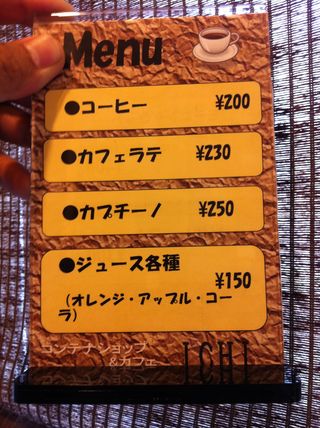 Menu
●コーヒー ¥200
●カフェラテ ¥230
●カプチーノ ¥250
●ジュース各種
¥150
(オレンジ・アップル・コー
ラ)
コンテナショップ
&カフェ
ICHI